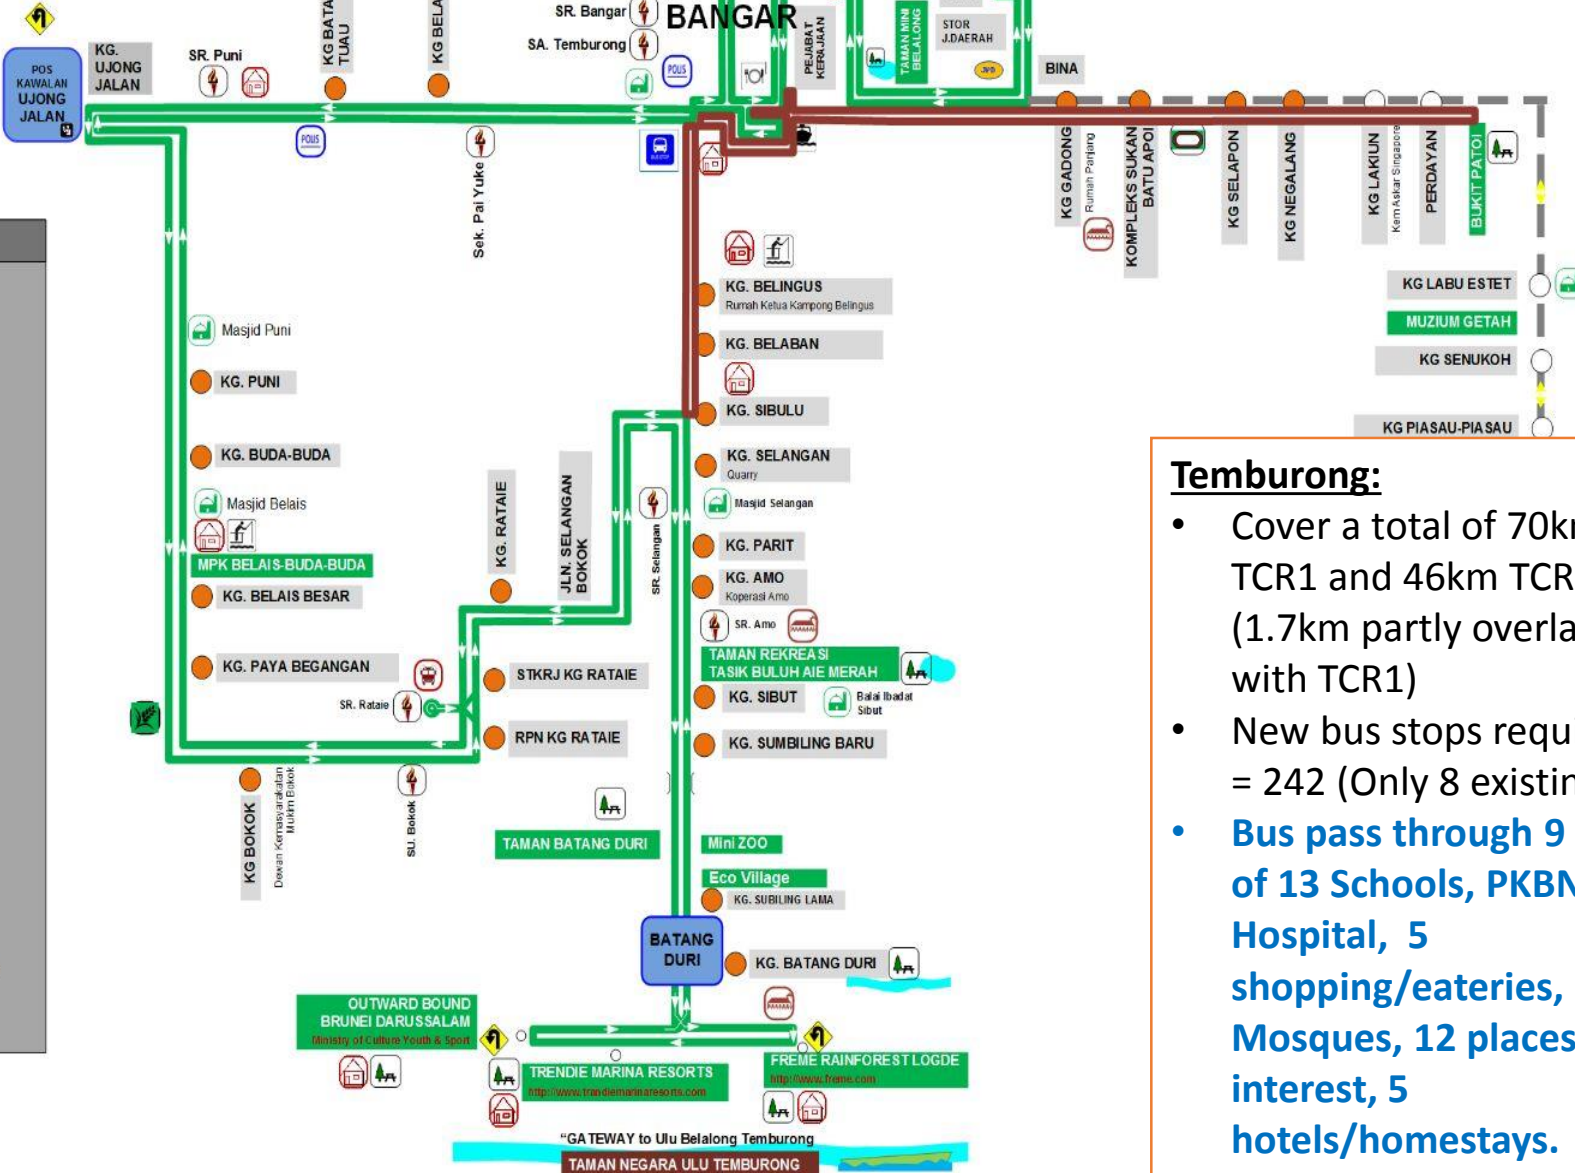 SR. Bangar
SA. Temburong
BANGAR
PEJABAT
KERAJAAN
TAMAN MINI
BELALONG
STOR
J.DAERAH
BINA
KG.
UJONG
JALAN
POS
KAWALAN
UJONG
JALAN
SR. Puni
KG BATA
TUAU
KG BELA
POLIS
POLIS
BUS STOP
Sek. Pai Yuke
KG GADONG
Rumah Panjang
KOMPLEKS SUKAN
BATU APOI
KG SELAPON
KG NEGALANG
KG LAKIUN
Kem Askar Singapore
PERDAYAN
BUKIT PATOI
KG LABU ESTET
MUZIUM GETAH
KG SENUKOH
KG PIASAU-PIASAU
KG. BELINGUS
Rumah Ketua Kampong Belingus
KG. BELABAN
KG. SIBULU
KG. SELANGAN
Quarry
Masjid Selangan
KG. PARIT
KG. AMO
Koperasi Amo
SR. Amo
TAMAN REKREASI
TASIK BULUH AIE MERAH
KG. SIBUT
Balai Ibadat
Sibut
KG. SUMBILING BARU
Masjid Puni
KG. PUNI
KG. BUDA-BUDA
Masjid Belais
MPK BELAIS-BUDA-BUDA
KG. BELAIS BESAR
KG. PAYA BEGANGAN
KG. RATAIE
JLN. SELANGAN
BOKOK
SR. Selangan
SR. Rataie
STKRJ KG RATAIE
RPN KG RATAIE
KG BOKOK
Dewan Kemasyarakatan
Mukim Bokok
SU. Bokok
TAMAN BATANG DURI
Mini ZOO
Eco Village
KG. SUBILING LAMA
BATANG
DURI
KG. BATANG DURI
OUTWARD BOUND
BRUNEI DARUSSALAM
Ministry of Culture Youth & Sport
TRENDIE MARINA RESORTS
http://www.trandiemarinaresorts.com
FREME RAINFOREST LOGDE
http://www.freme.com
"GATEWAY to Ulu Belalong Temburong
TAMAN NEGARA ULU TEMBURONG
Temburong:
• Cover a total of 70k
TCR1 and 46km TCR
(1.7km partly overla
with TCR1)
• New bus stops requi
= 242 (Only 8 existin
• Bus pass through 9
of 13 Schools, PKBN
Hospital, 5
shopping/eateries,
Mosques, 12 places
interest, 5
hotels/homestays.